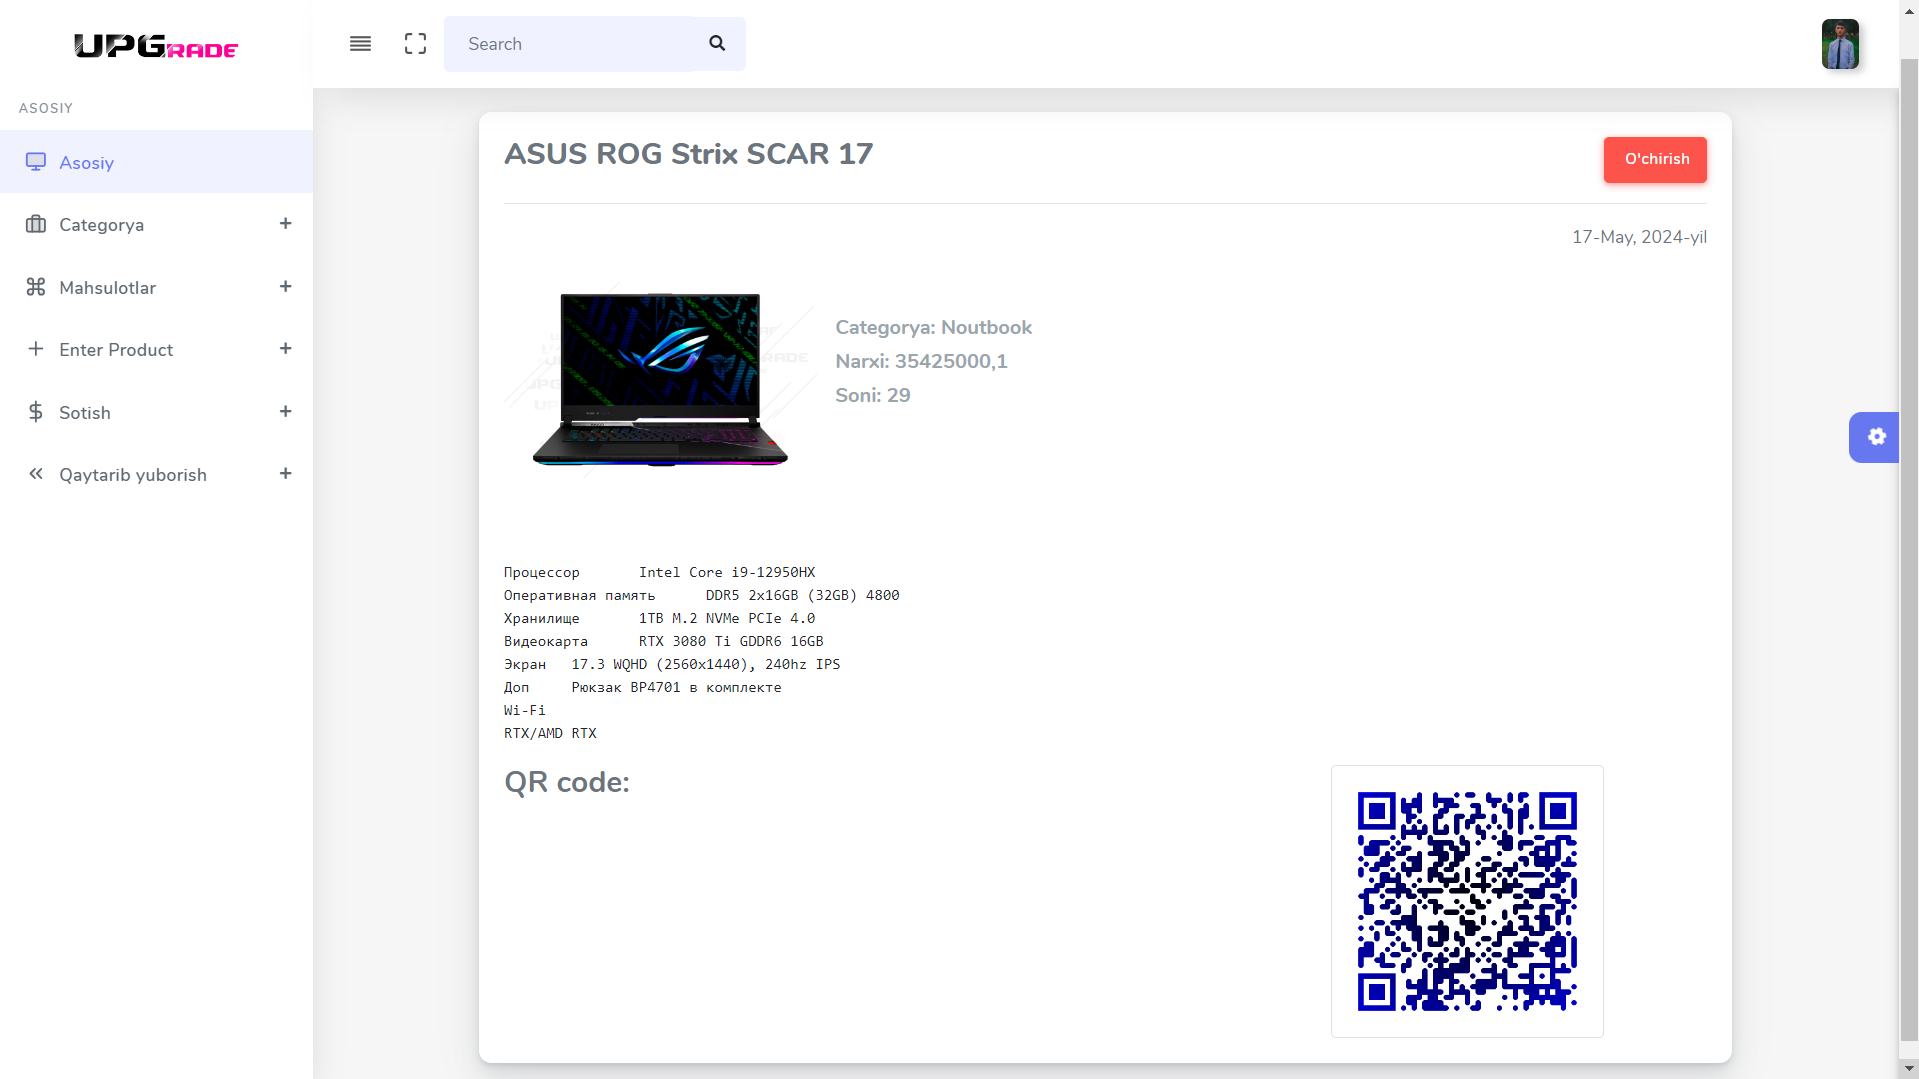 UPGRADE
Search
ASOSIY
Asosiy
Categorya
Mahsulotlar
Enter Product
Sotish
Qaytarib yuborish
ASUS ROG Strix SCAR 17
O'chirish
17-May, 2024-yil
Categorya: Noutbook
Narxi: 35425000,1
Soni: 29
Процессор Intel Core i9-12950HX
Оперативная память DDR5 2x16GB (32GB) 4800
Хранилище 1TB M.2 NVMe PCIe 4.0
Видеокарта RTX 3080 Ti GDDR6 16GB
Экран 17.3 WQHD (2560x1440), 240hz IPS
Доп Рюкзак BP4701 в комплекте
Wi-Fi
RTX/AMD RTX
QR code: